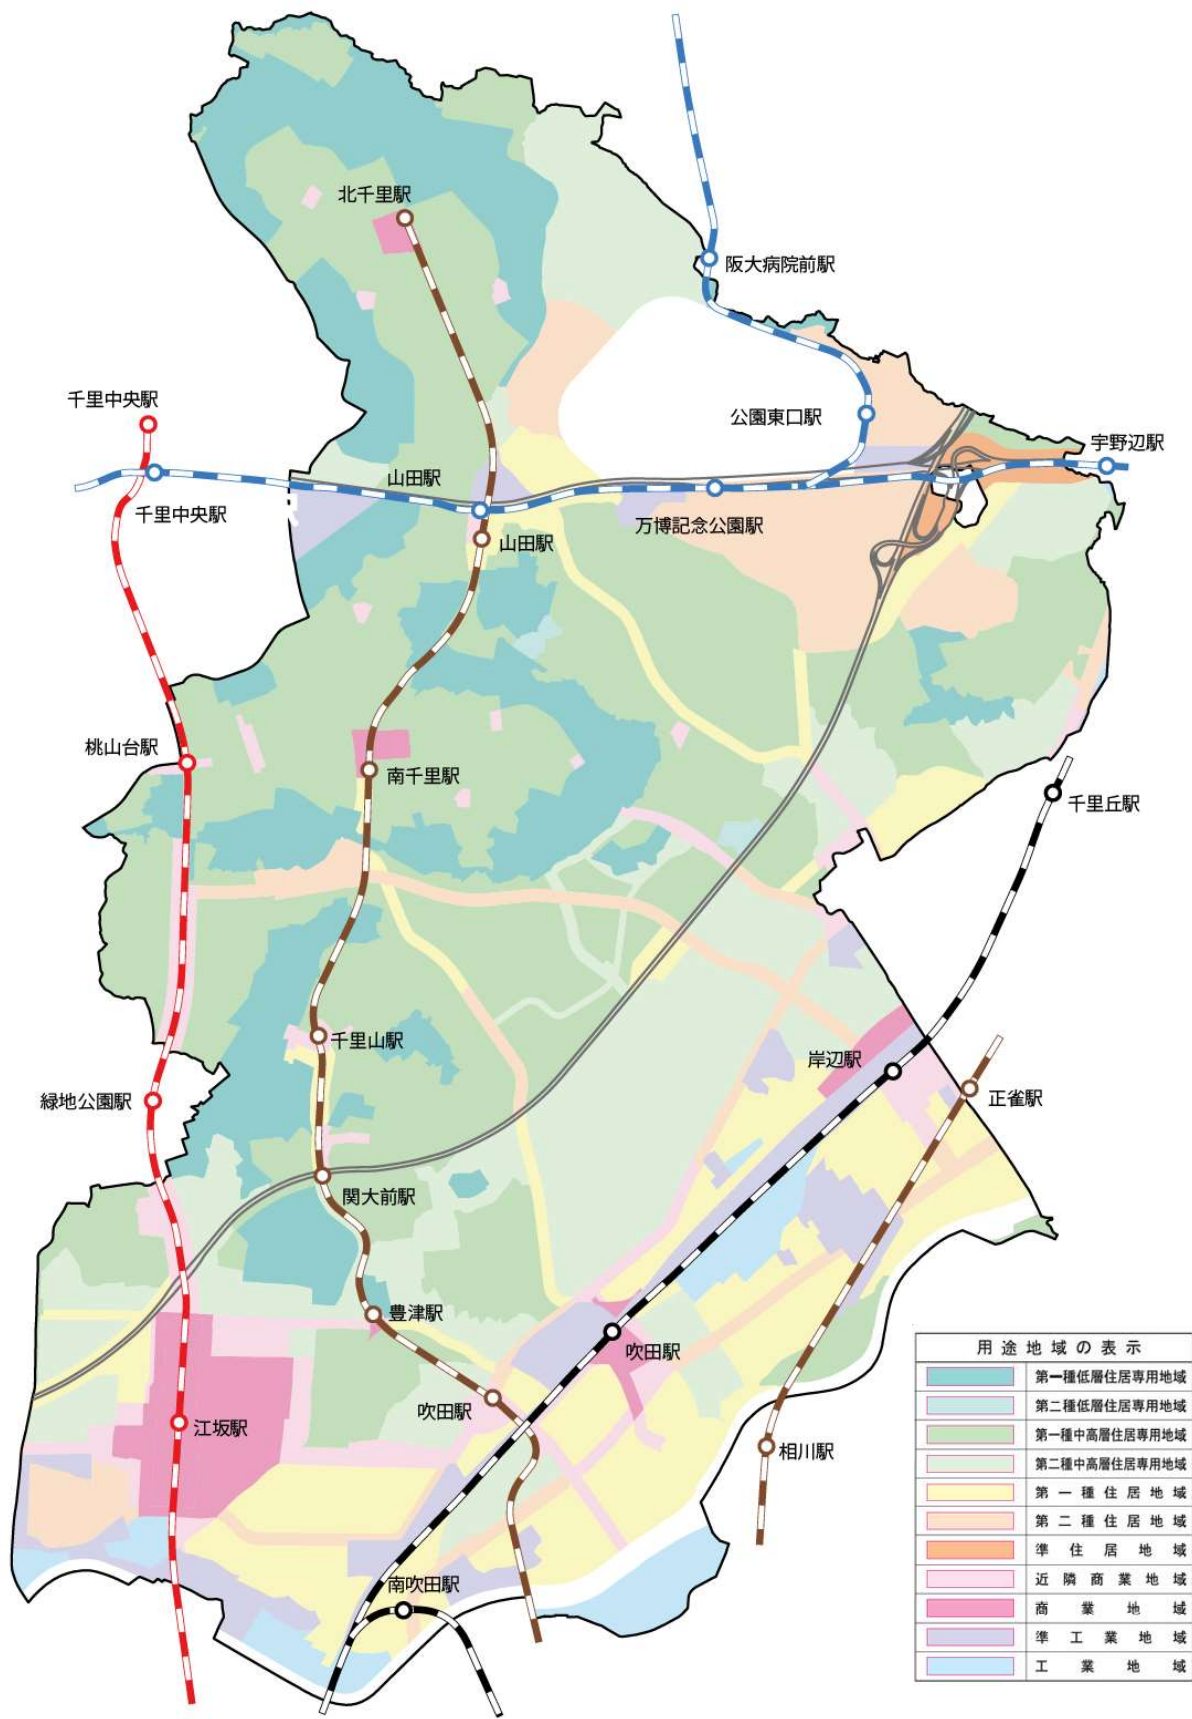 北千里駅
阪大病院前駅
千里中央駅
公園東口駅
宇野辺駅
山田駅
千里中央駅
万博記念公園駅
山田駅
桃山台駅
南千里駅
千里丘駅
千里山駅
岸辺駅
緑地公園駅
正雀駅
関大前駅
豊津駅
吹田駅
吹田駅
江坂駅
相川駅
南吹田駅
用途地域の表示
第一種低層住居専用地域
第二種低層住居専用地域
第一種中高層住居専用地域
第二種中高層住居専用地域
第一種住居地域
第二種住居地域
準住居地域
近隣商業地域
商業地域
準工業地域
工業地域